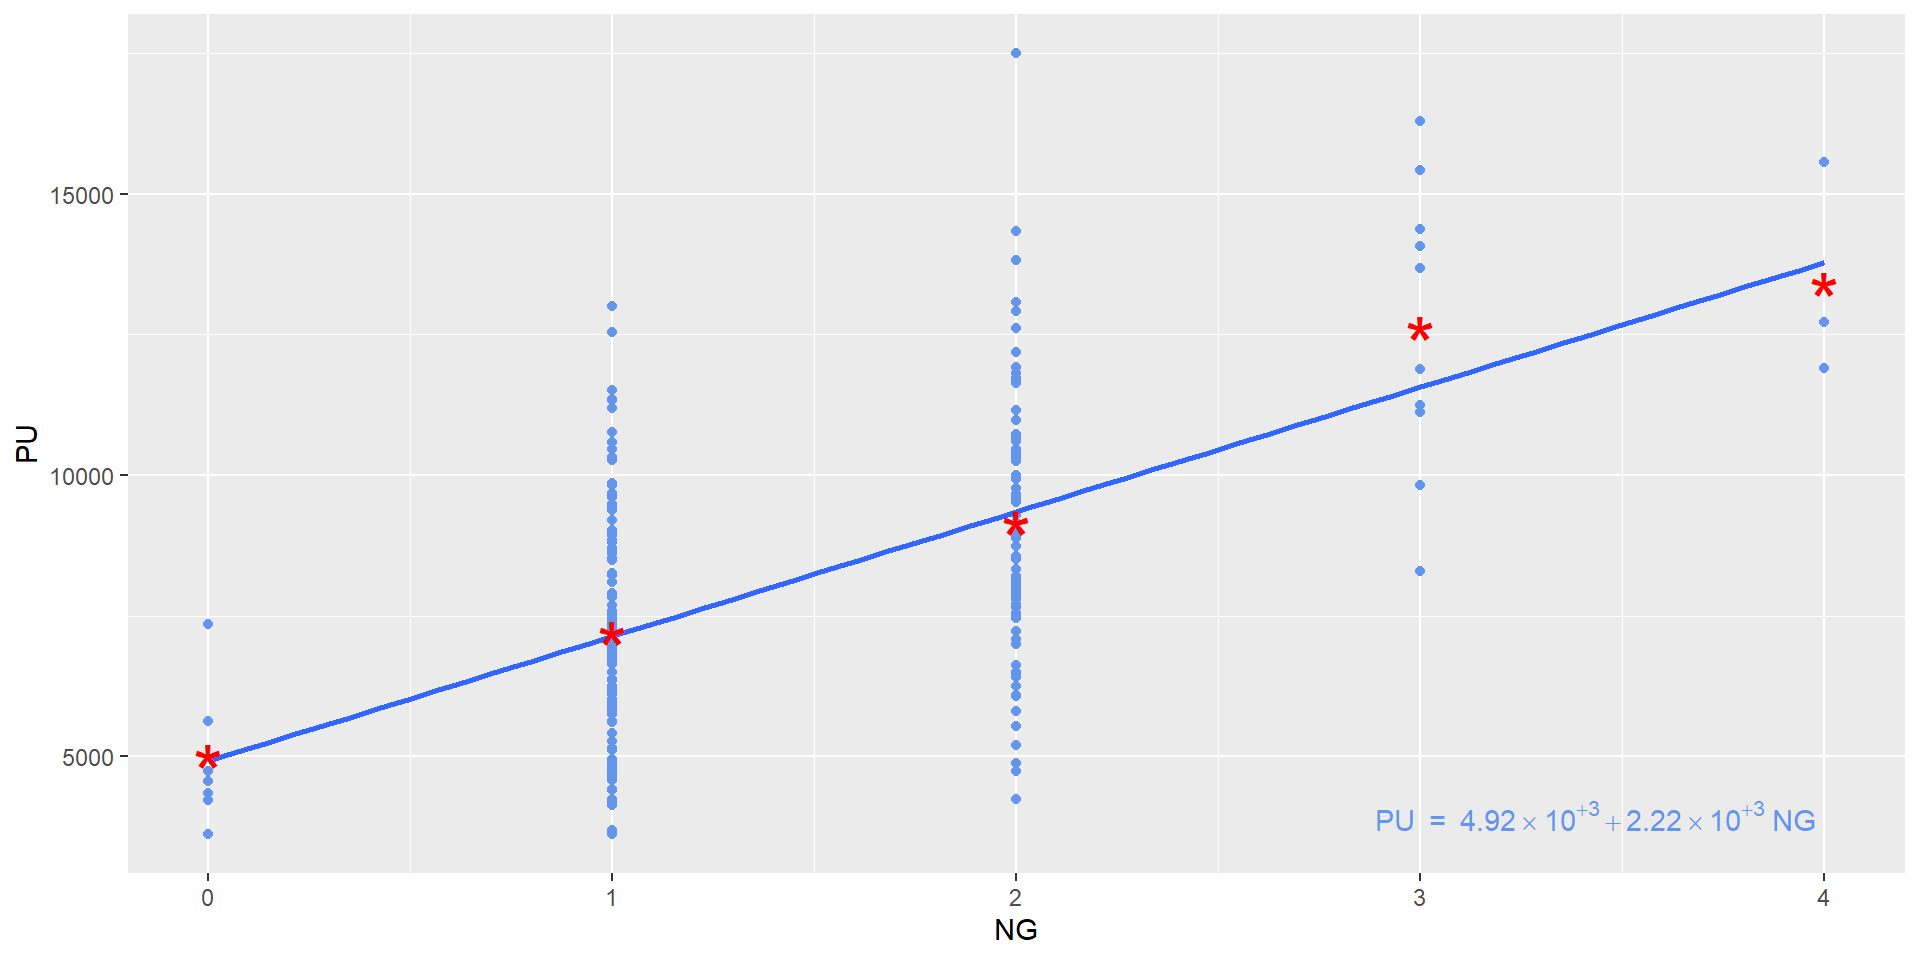 15000
10000
5000
PU
PU = 4.92 × 10⁺³ + 2.22 × 10⁺³ NG
0 1 2 3 4
NG